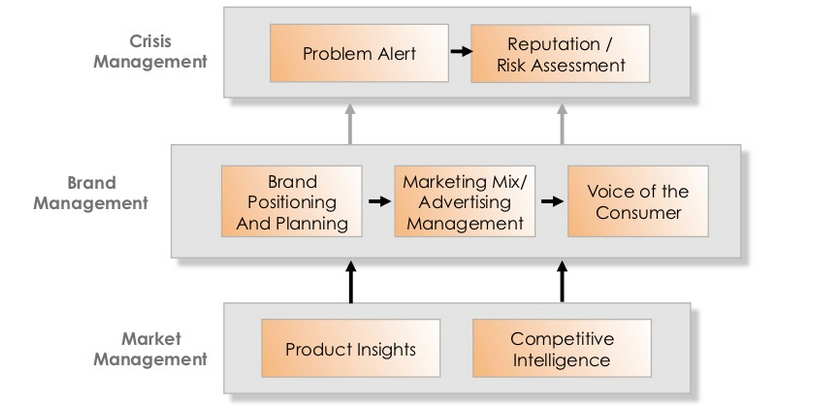 Crisis
Management
Problem Alert
Reputation /
Risk Assessment
Brand
Management
Brand
Positioning
And Planning
Marketing Mix/
Advertising
Management
Voice of the
Consumer
Market
Management
Product Insights
Competitive
Intelligence